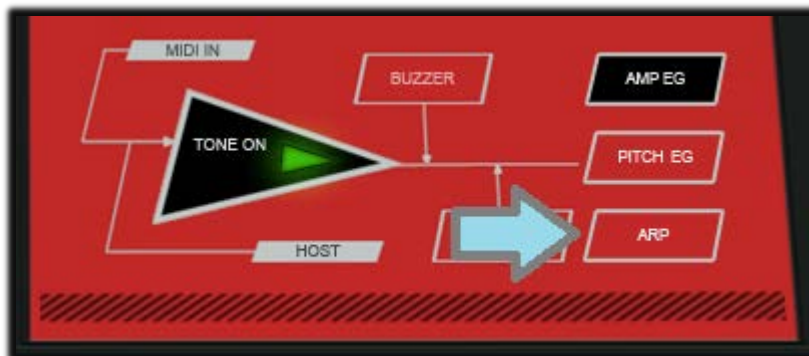 MIDI IN
BUZZER
AMP EG
TONE ON
PITCH EG
ARP
HOST